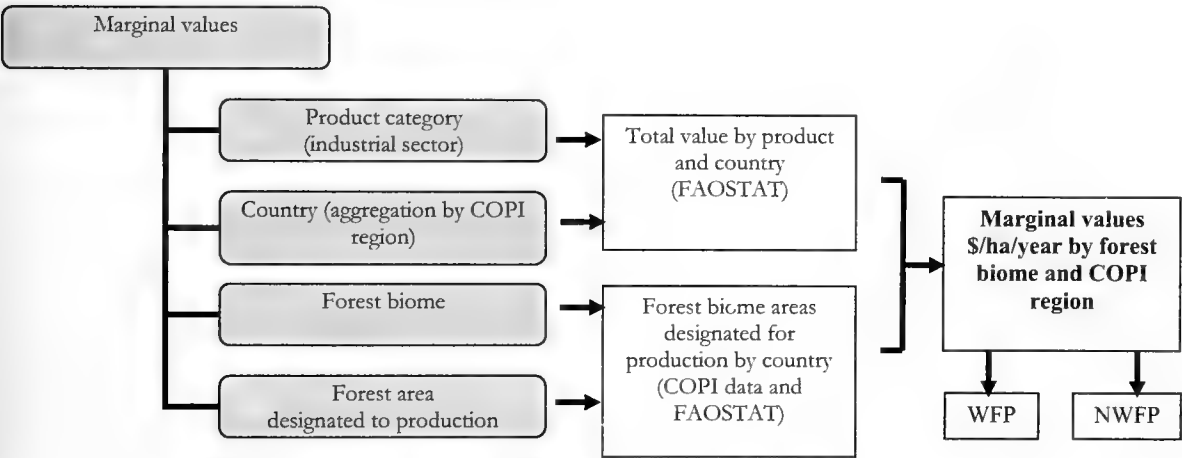 Marginal values
Product category
(industrial sector)
Country (aggregation by COPI
region)
Forest biome
Forest area
designated to production
Total value by product
and country
(FAOSTAT)
Forest biome areas
designated for
production by country
(COPI data and
FAOSTAT)
Marginal values
$/ha/year by forest
biome and COPI
region
WFP
NWFP